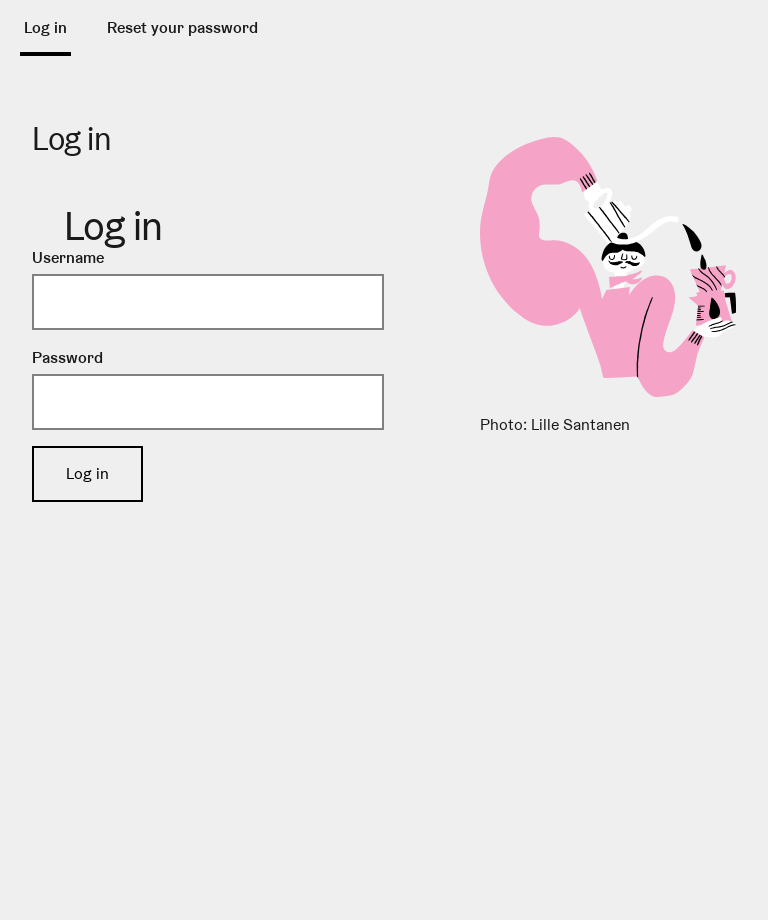 Log in
Reset your password
Log in
Log in
Username
Password
Log in
Photo: Lille Santanen